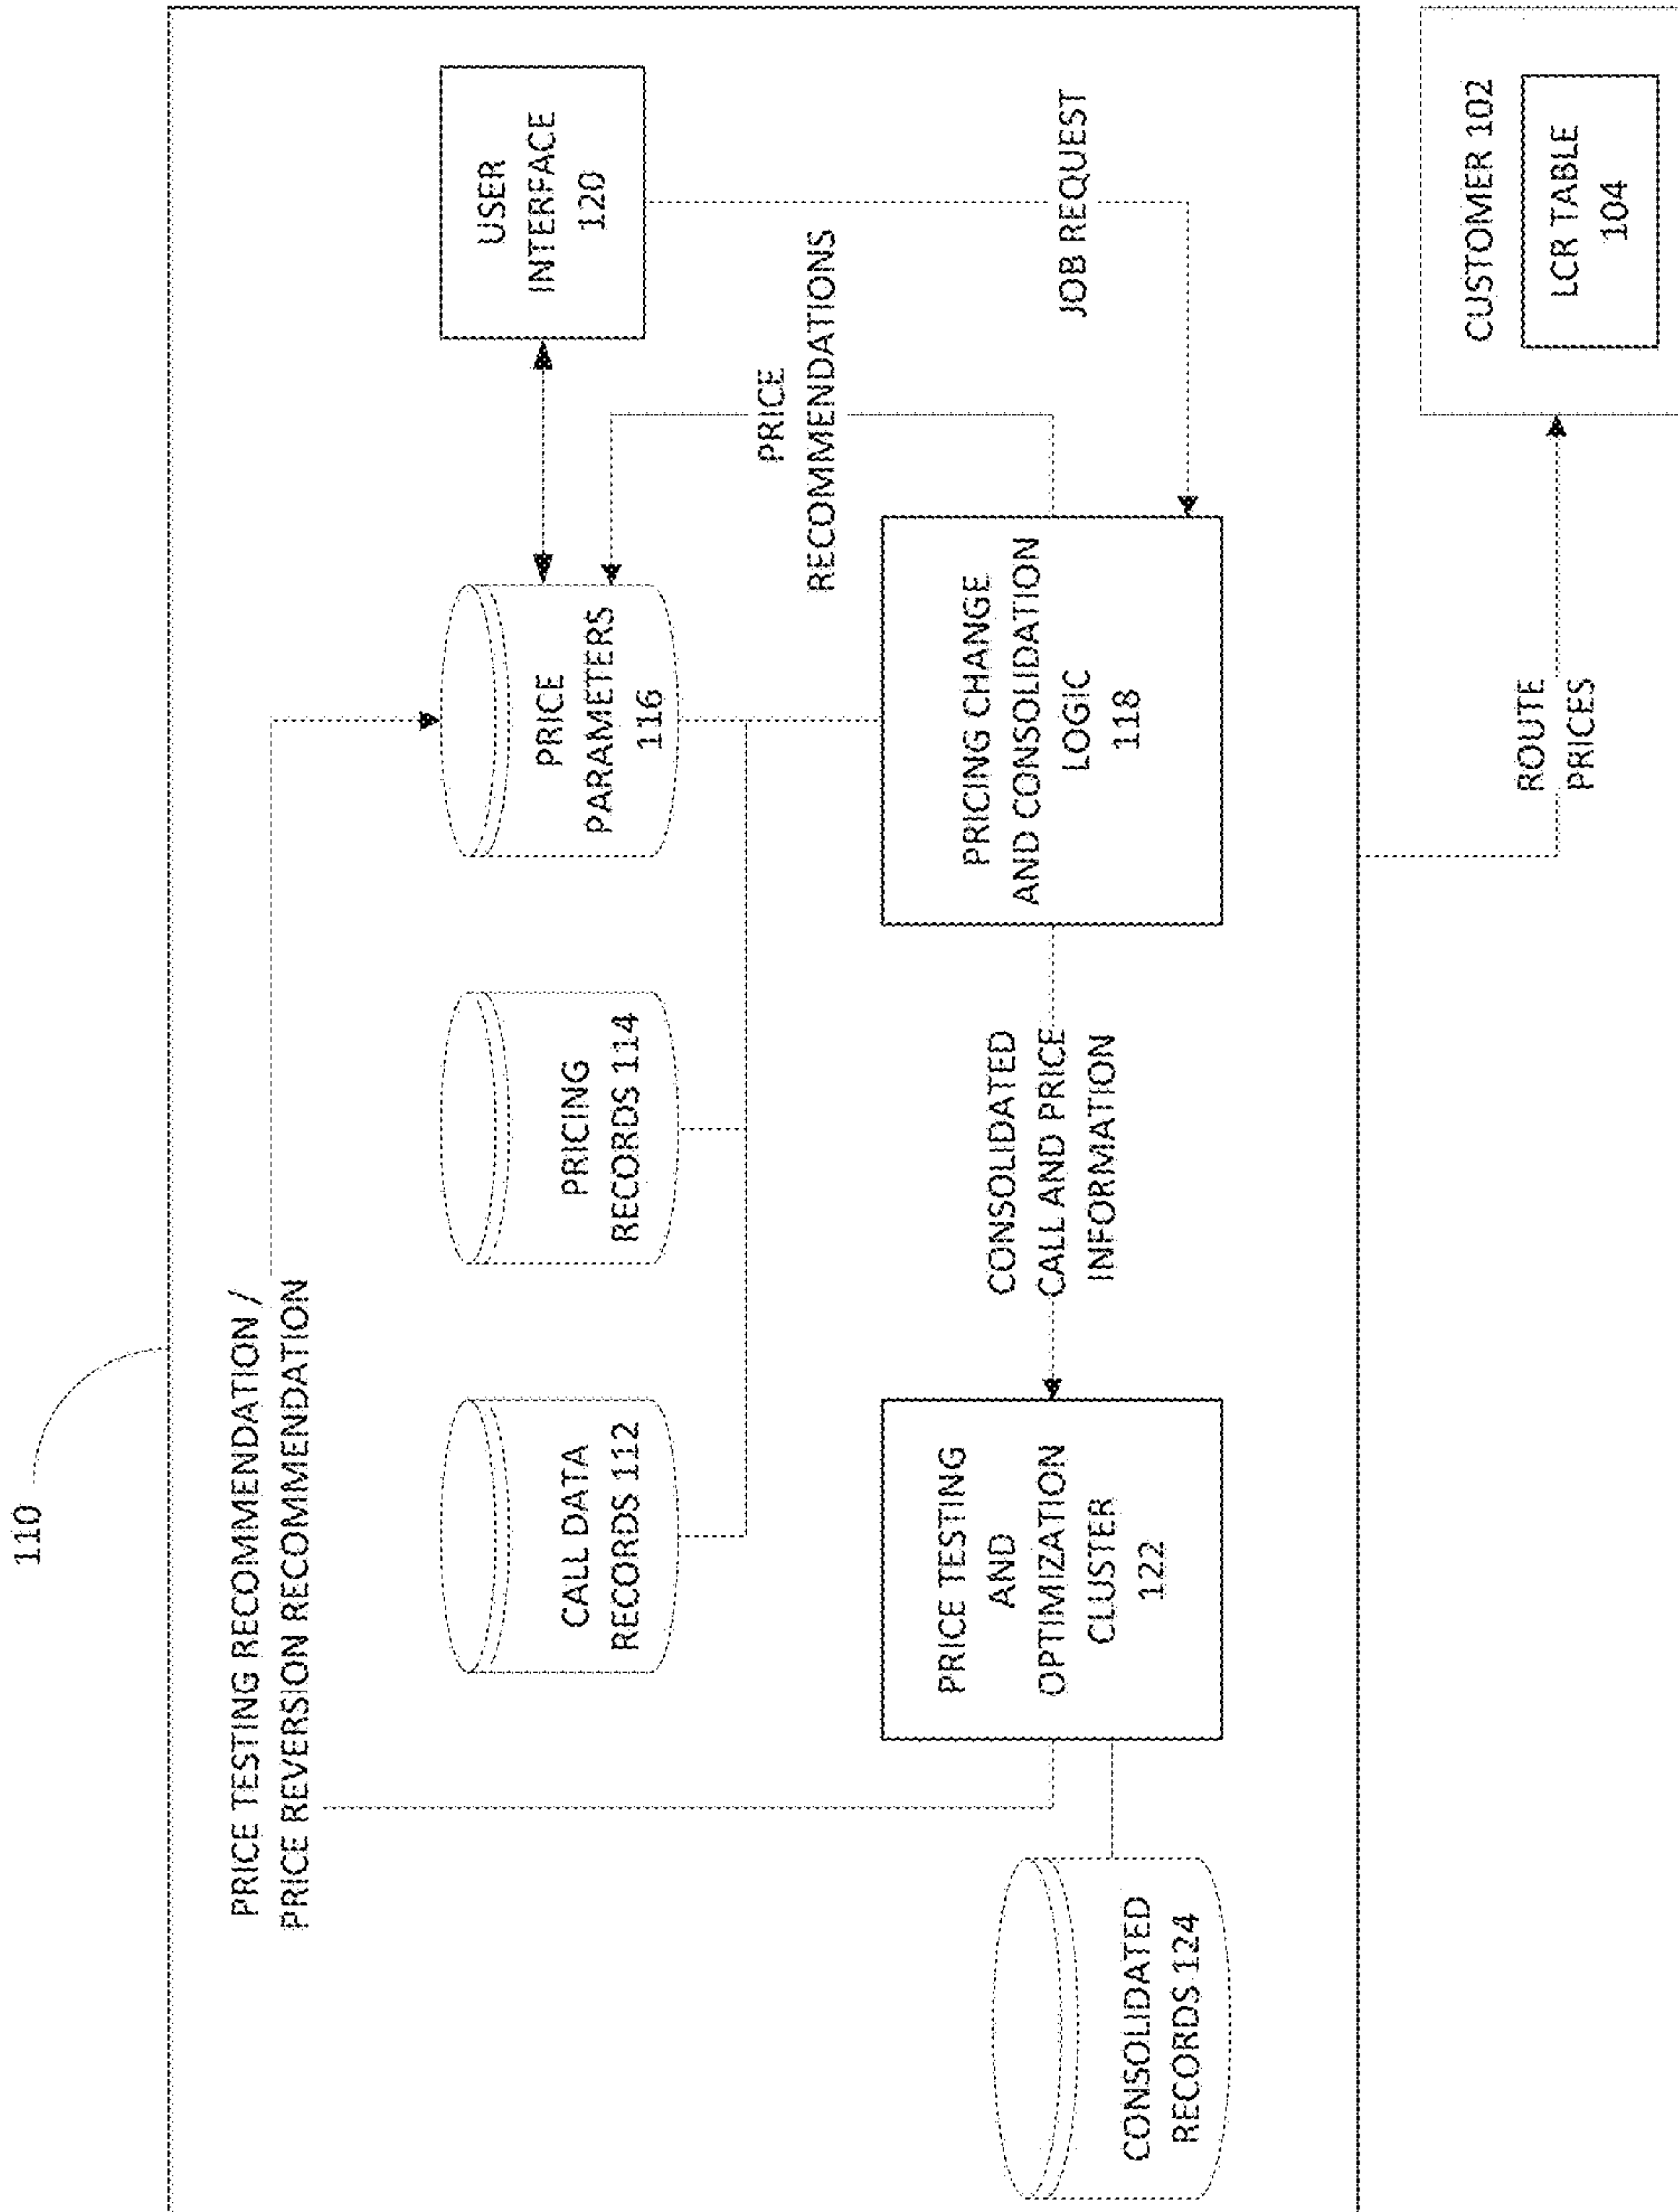 110
PRICE TESTING RECOMMENDATION /
PRICE REVERSION RECOMMENDATION
CALL DATA
RECORDS 112
PRICING
RECORDS 114
PRICE
PARAMETERS
116
USER
INTERFACE
120
PRICE
RECOMMENDATIONS
JOB REQUEST
CONSOLIDATED
RECORDS 124
PRICE TESTING
AND
OPTIMIZATION
CLUSTER
122
CONSOLIDATED
CALL AND PRICE
INFORMATION
PRICING CHANGE
AND CONSOLIDATION
LOGIC
118
ROUTE
PRICES
CUSTOMER 102
LCR TABLE
104